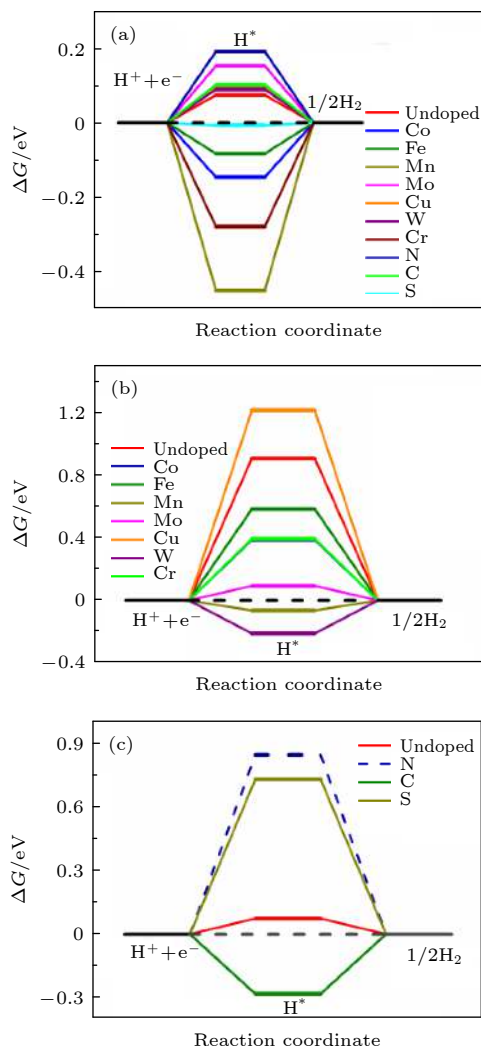 (a)
H*
0.2
H⁺+e⁻
1/2H₂
0
−0.2
−0.4
ΔG/eV
Undoped
Co
Fe
Mn
Mo
Cu
W
Cr
N
C
S
Reaction coordinate
(b)
1.2
0.8
0.4
0
−0.4
ΔG/eV
Undoped
Co
Fe
Mn
Mo
Cu
W
Cr
H⁺+e⁻
1/2H₂
H*
Reaction coordinate
(c)
0.9
0.6
0.3
0
−0.3
ΔG/eV
Undoped
N
C
S
H⁺+e⁻
1/2H₂
H*
Reaction coordinate